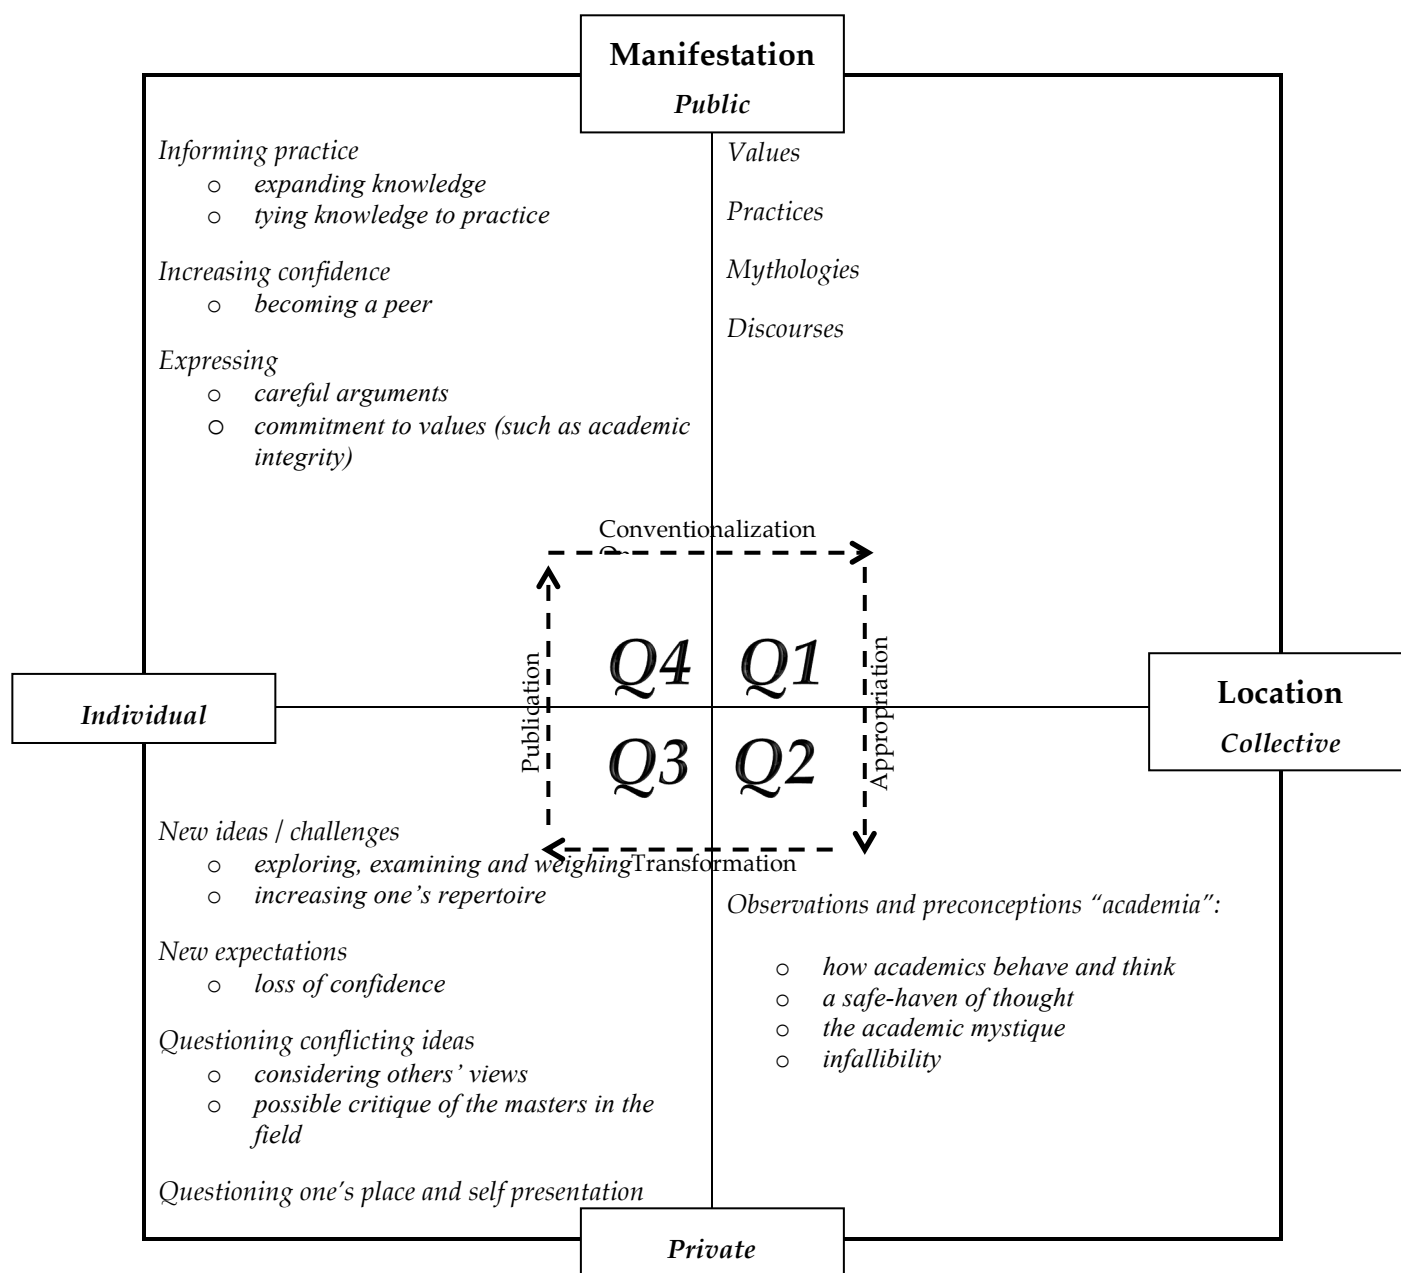 Manifestation
Public
Informing practice
o expanding knowledge
o tying knowledge to practice
Increasing confidence
o becoming a peer
Expressing
o careful arguments
o commitment to values (such as academic
integrity)
Values
Practices
Mythologies
Discourses
Conventionalization
Publication
Q4
Q1
Appropriation
Individual
Location
Collective
Q3
Q2
Transformation
New ideas / challenges
o exploring, examining and weighing
o increasing one's repertoire
New expectations
o loss of confidence
Questioning conflicting ideas
o considering others' views
o possible critique of the masters in the
field
Questioning one's place and self presentation
Observations and preconceptions “academia”:
o how academics behave and think
o a safe-haven of thought
o the academic mystique
o infallibility
Private